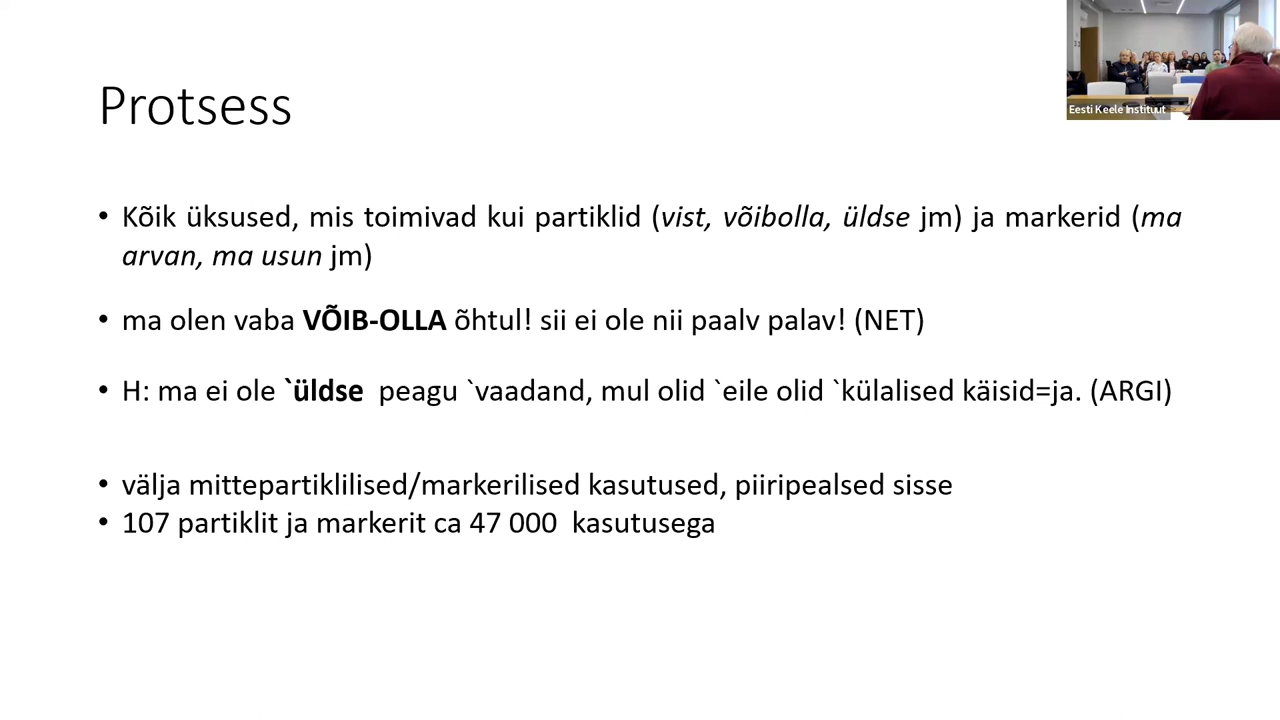 Protsess
Eesti Keele Instituut
• Kõik üksused, mis toimivad kui partiklid (vist, võibolla, üldse jm) ja markerid (ma
arvan, ma usun jm)
• ma olen vaba VÕIB-OLLA õhtul! sii ei ole nii paalv palav! (NET)
• H: ma ei ole `üldse peagu `vaadand, mul olid `eile olid `külalised käisid=ja. (ARGI)
• välja mittepartiklilised/markerilised kasutused, piiripealsed sisse
• 107 partiklit ja markerit ca 47 000 kasutusega